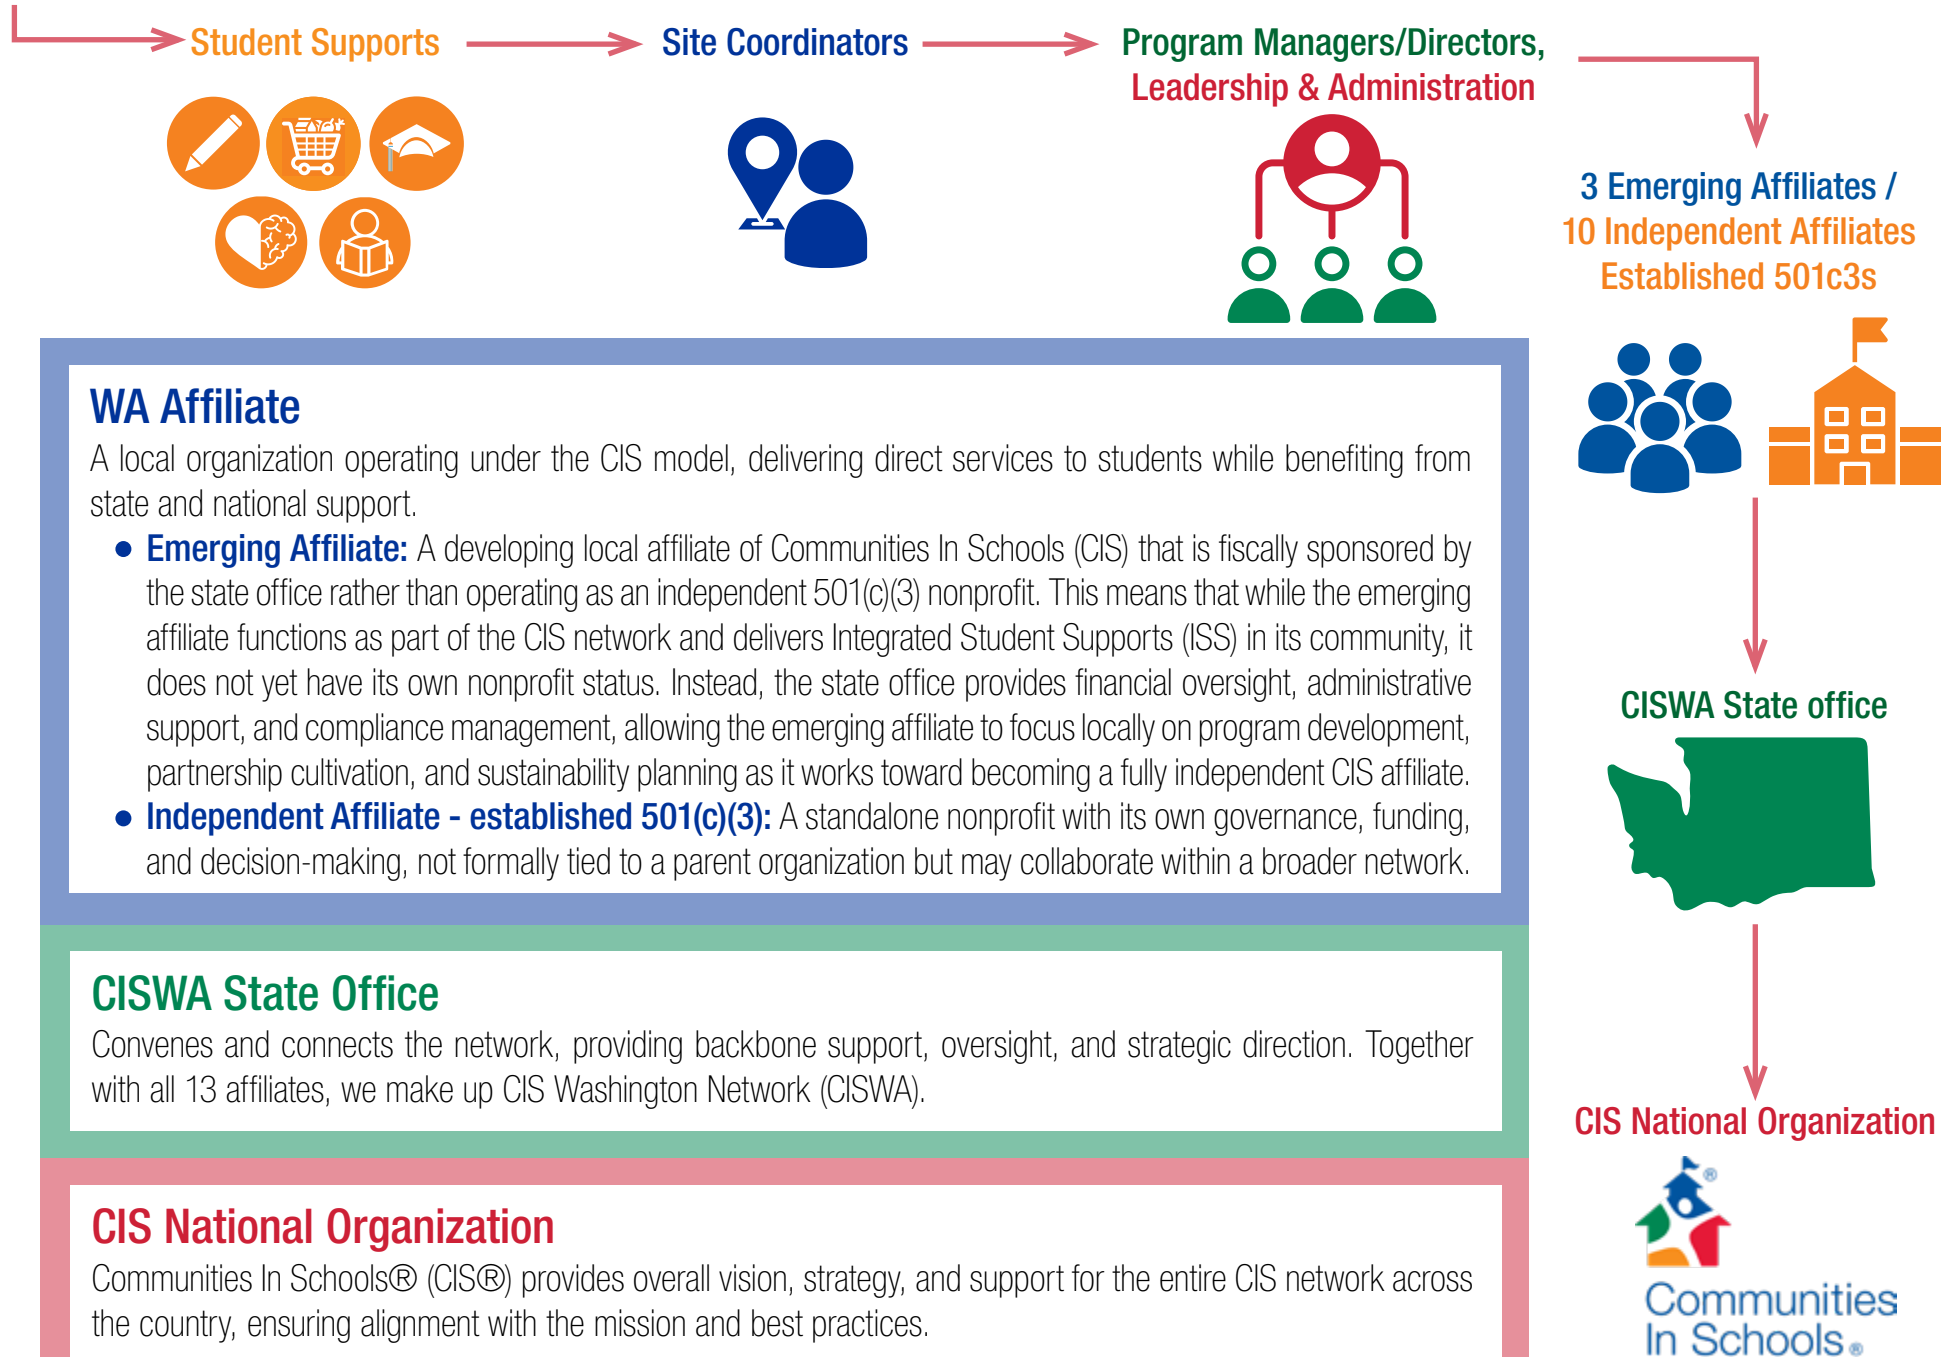 Student Supports
Site Coordinators
Program Managers/Directors,
Leadership & Administration
3 Emerging Affiliates /
10 Independent Affiliates
Established 501c3s
WA Affiliate
A local organization operating under the CIS model, delivering direct services to students while benefiting from
state and national support.
● Emerging Affiliate: A developing local affiliate of Communities In Schools (CIS) that is fiscally sponsored by
the state office rather than operating as an independent 501(c)(3) nonprofit. This means that while the emerging
affiliate functions as part of the CIS network and delivers Integrated Student Supports (ISS) in its community, it
does not yet have its own nonprofit status. Instead, the state office provides financial oversight, administrative
support, and compliance management, allowing the emerging affiliate to focus locally on program development,
partnership cultivation, and sustainability planning as it works toward becoming a fully independent CIS affiliate.
● Independent Affiliate - established 501(c)(3): A standalone nonprofit with its own governance, funding,
and decision-making, not formally tied to a parent organization but may collaborate within a broader network.
CISWA State office
CISWA State Office
Convenes and connects the network, providing backbone support, oversight, and strategic direction. Together
with all 13 affiliates, we make up CIS Washington Network (CISWA).
CIS National Organization
CIS National Organization
Communities In Schools® (CIS®) provides overall vision, strategy, and support for the entire CIS network across
the country, ensuring alignment with the mission and best practices.
®
Communities
In Schools®